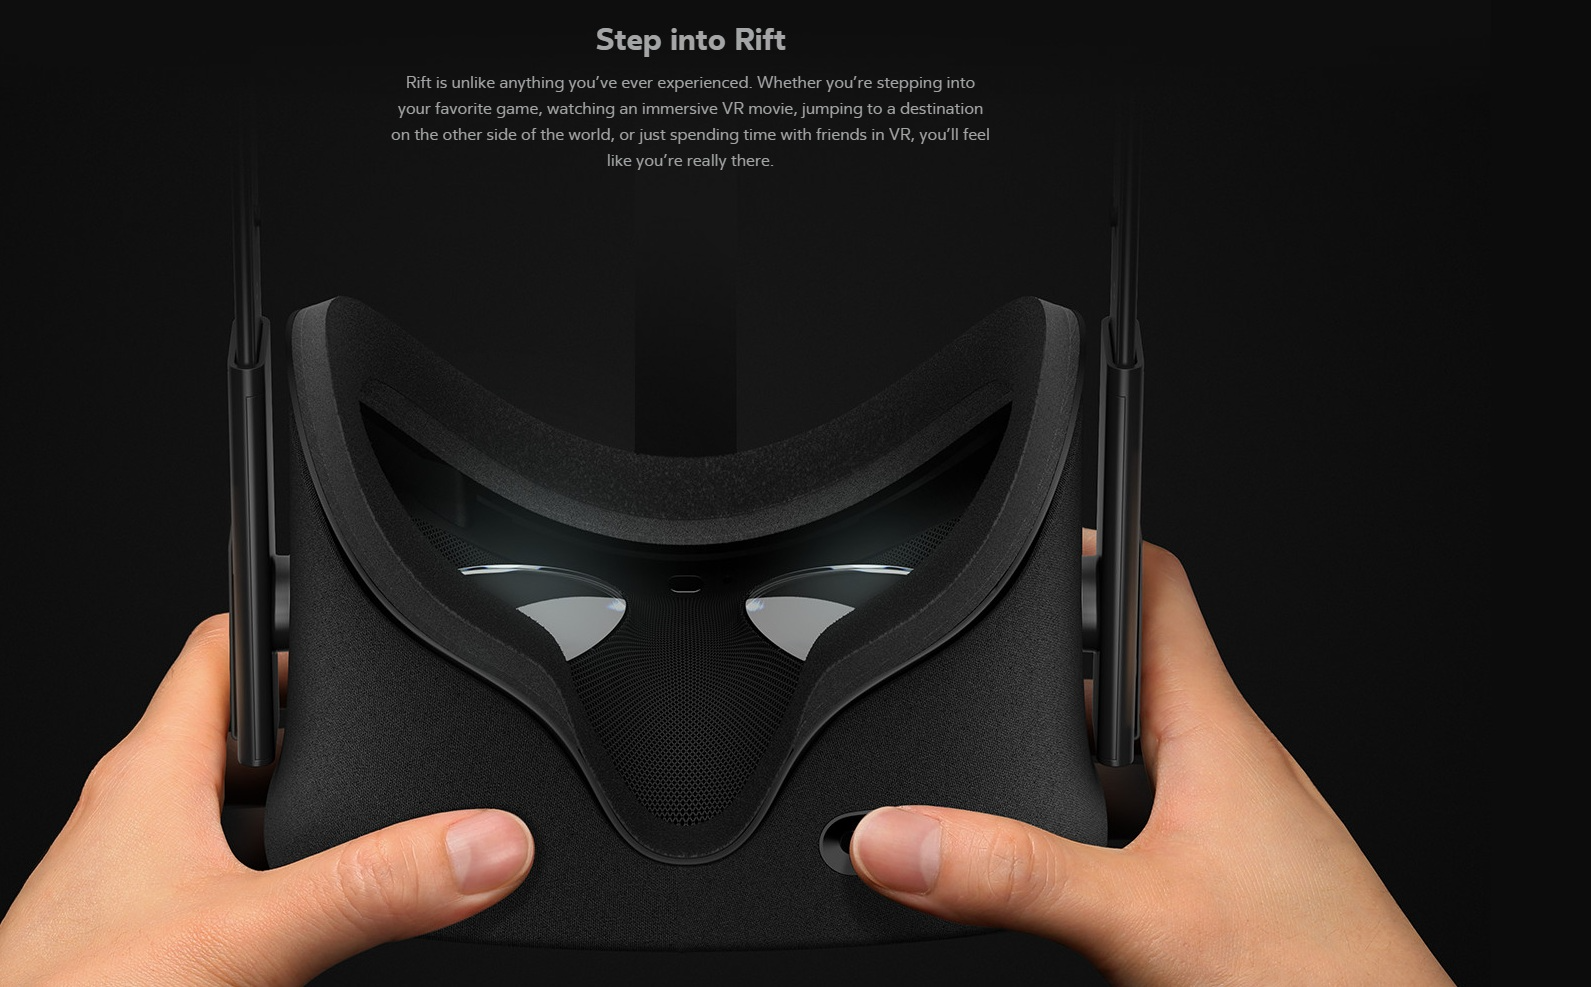 Step into Rift
Rift is unlike anything you’ve ever experienced. Whether you’re stepping into
your favorite game, watching an immersive VR movie, jumping to a destination
on the other side of the world, or just spending time with friends in VR, you’ll feel
like you’re really there.